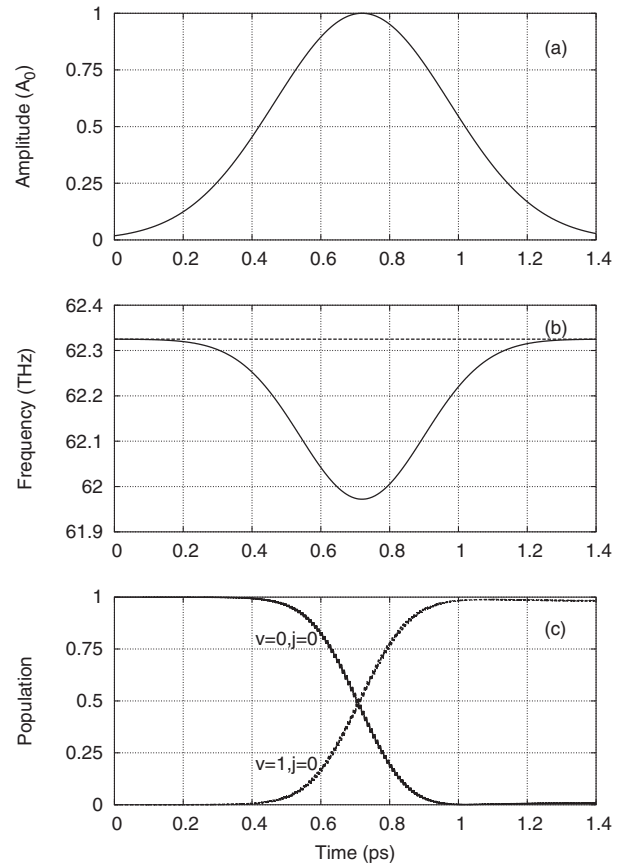 Amplitude (A0)
1
0.75
0.5
0.25
0
(a)
0 0.2 0.4 0.6 0.8 1 1.2 1.4
Frequency (THz)
62.4
62.3
62.2
62.1
62
61.9
(b)
0 0.2 0.4 0.6 0.8 1 1.2 1.4
Population
1
0.75
0.5
0.25
0
(c)
v=0,j=0
v=1,j=0
0 0.2 0.4 0.6 0.8 1 1.2 1.4
Time (ps)